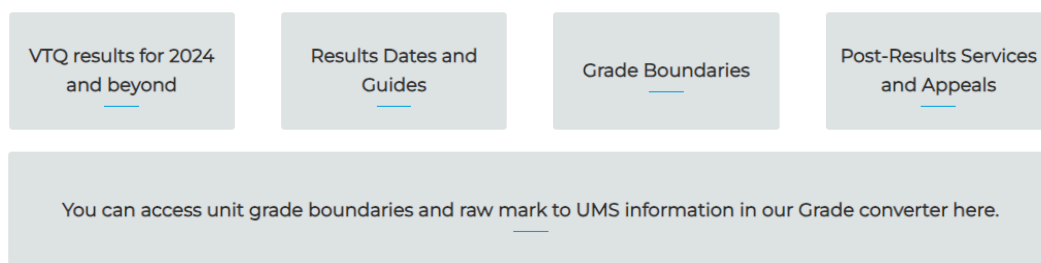 VTQ results for 2024
and beyond
Results Dates and
Guides
Grade Boundaries
Post-Results Services
and Appeals
You can access unit grade boundaries and raw mark to UMS information in our Grade converter here.